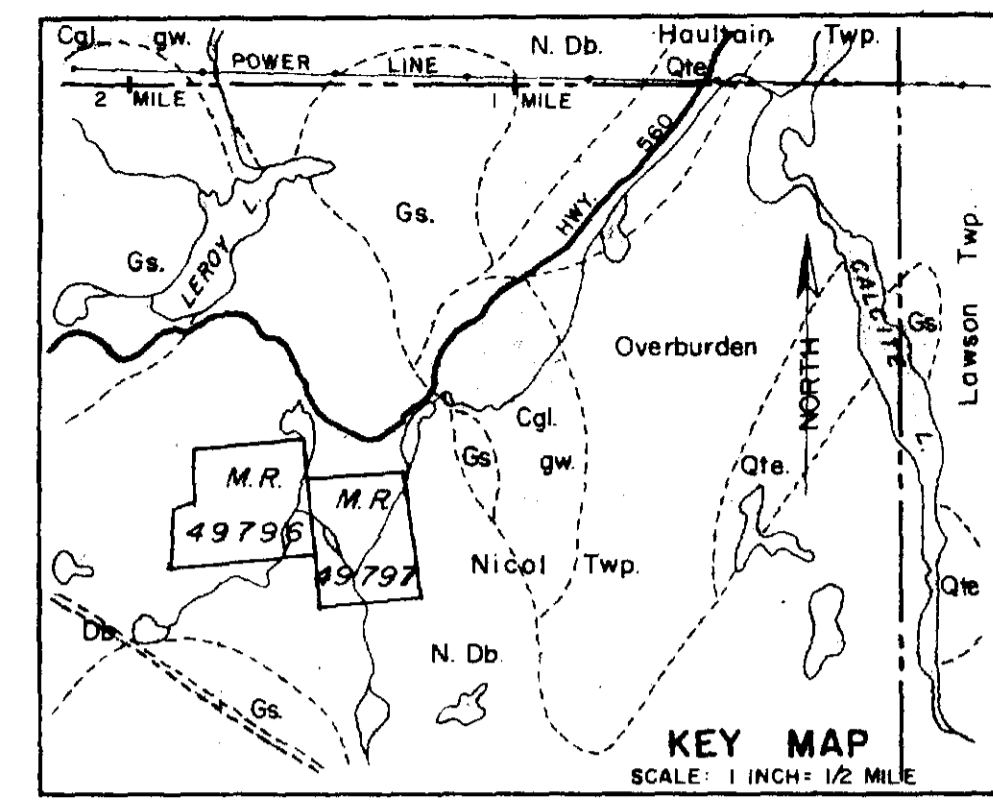 Cgl. gw. N. Db. Haultain Twp.
POWER LINE Qte.
2 MILE 1 MILE
HWY. 560
Gs.
Gs.
LEROY L.
Overburden
NORTH
CALCITE L.
Gs.
Lawson Twp.
Cgl.
Gs. gw.
Qte.
M.R.
49796
M.R.
49797
Nicol Twp.
Qte
Db.
N. Db.
Gs.
KEY MAP
SCALE: 1 INCH = 1/2 MILE